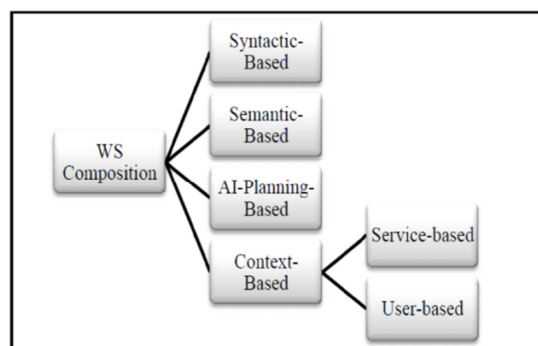 Syntactic-
Based
Semantic-
Based
WS
Composition
AI-Planning-
Based
Context-
Based
Service-based
User-based